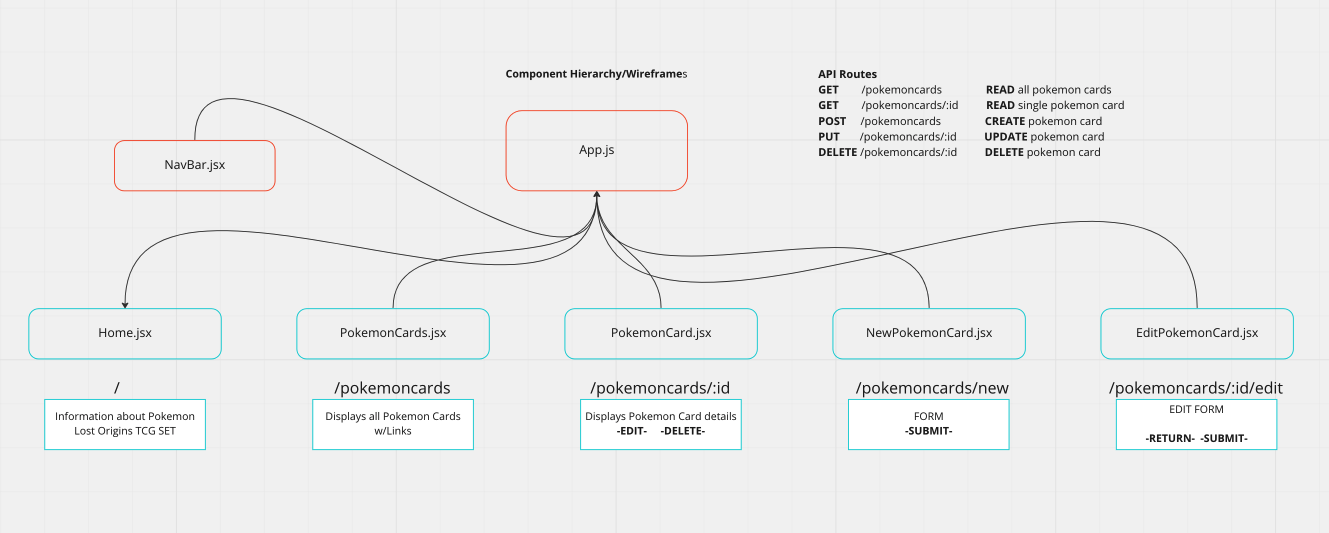 Component Hierarchy/Wireframes
API Routes
GET /pokemoncards READ all pokemon cards
GET /pokemoncards/:id READ single pokemon card
POST /pokemoncards CREATE pokemon card
PUT /pokemoncards/:id UPDATE pokemon card
DELETE /pokemoncards/:id DELETE pokemon card
NavBar.jsx
App.js
Home.jsx
PokemonCards.jsx
PokemonCard.jsx
NewPokemonCard.jsx
EditPokemonCard.jsx
/
Information about Pokemon
Lost Origins TCG SET
/pokemoncards
Displays all Pokemon Cards
w/Links
/pokemoncards/:id
Displays Pokemon Card details
-EDIT- -DELETE-
/pokemoncards/new
FORM
-SUBMIT-
/pokemoncards/:id/edit
EDIT FORM
-RETURN- -SUBMIT-